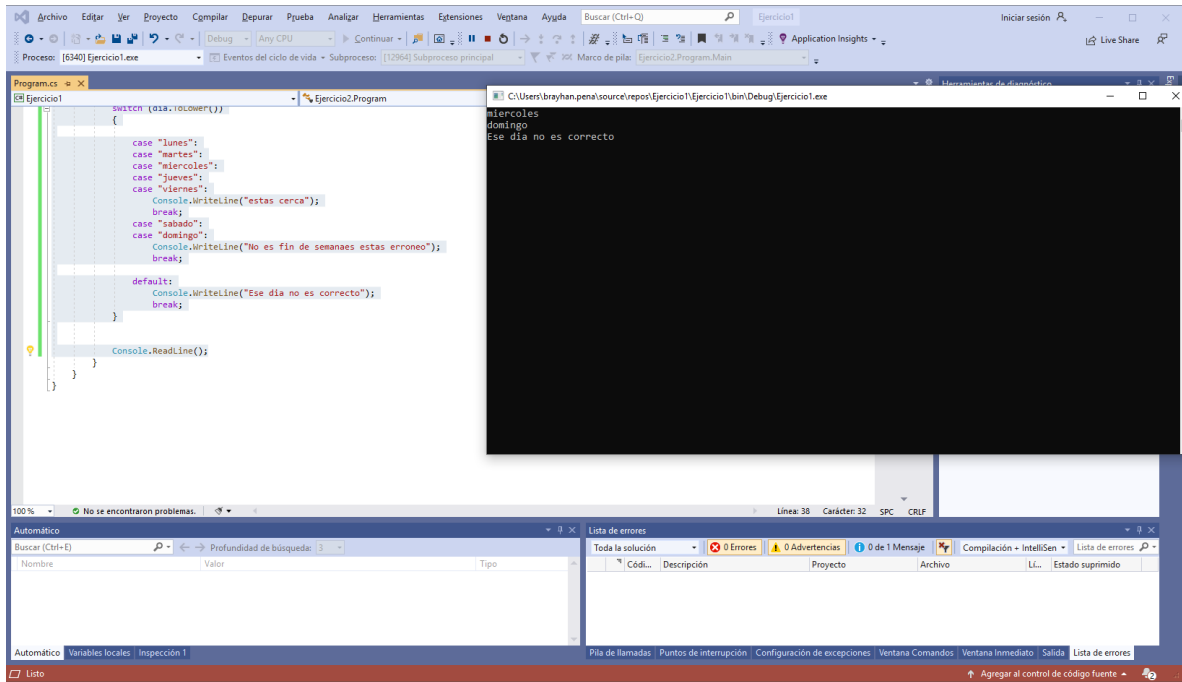 Archivo Editar Ver Proyecto Compilar Depurar Prueba Analizar Herramientas Extensiones Ventana Ayuda Buscar (Ctrl+Q) Ejercicio1 Iniciar sesión
Debug Any CPU Continuar Application Insights Live Share
Proceso: [6340] Ejercicio1.exe Eventos del ciclo de vida Subproceso: [12964] Subproceso principal Marco de pila: Ejercicio2.Program.Main
Program.cs Herramientas de diagnóstico
Ejercicio1 Ejercicio2.Program
C:\Users\brayhan.pena\source\repos\Ejercicio1\Ejercicio1\bin\Debug\Ejercicio1.exe
miercoles
domingo
Ese dia no es correcto
switch (dia.ToLower())
{
case "lunes":
case "martes":
case "miercoles":
case "jueves":
case "viernes":
Console.WriteLine("estas cerca");
break;
case "sabado":
case "domingo":
Console.WriteLine("No es fin de semanaes estas erroneo");
break;
default:
Console.WriteLine("Ese dia no es correcto");
break;
}
Console.ReadLine();
}
}
}
100 % No se encontraron problemas. Línea: 38 Carácter: 32 SPC CRLF
Automático
Buscar (Ctrl+E) Profundidad de búsqueda: 3
Nombre Valor Tipo
Automático Variables locales Inspección 1
Lista de errores
Toda la solución 0 Errores 0 Advertencias 0 de 1 Mensaje Compilación + IntelliSen Lista de errores
Códi... Descripción Proyecto Archivo Lí... Estado suprimido
Pila de llamadas Puntos de interrupción Configuración de excepciones Ventana Comandos Ventana Inmediato Salida Lista de errores
Listo Agregar al control de código fuente 2